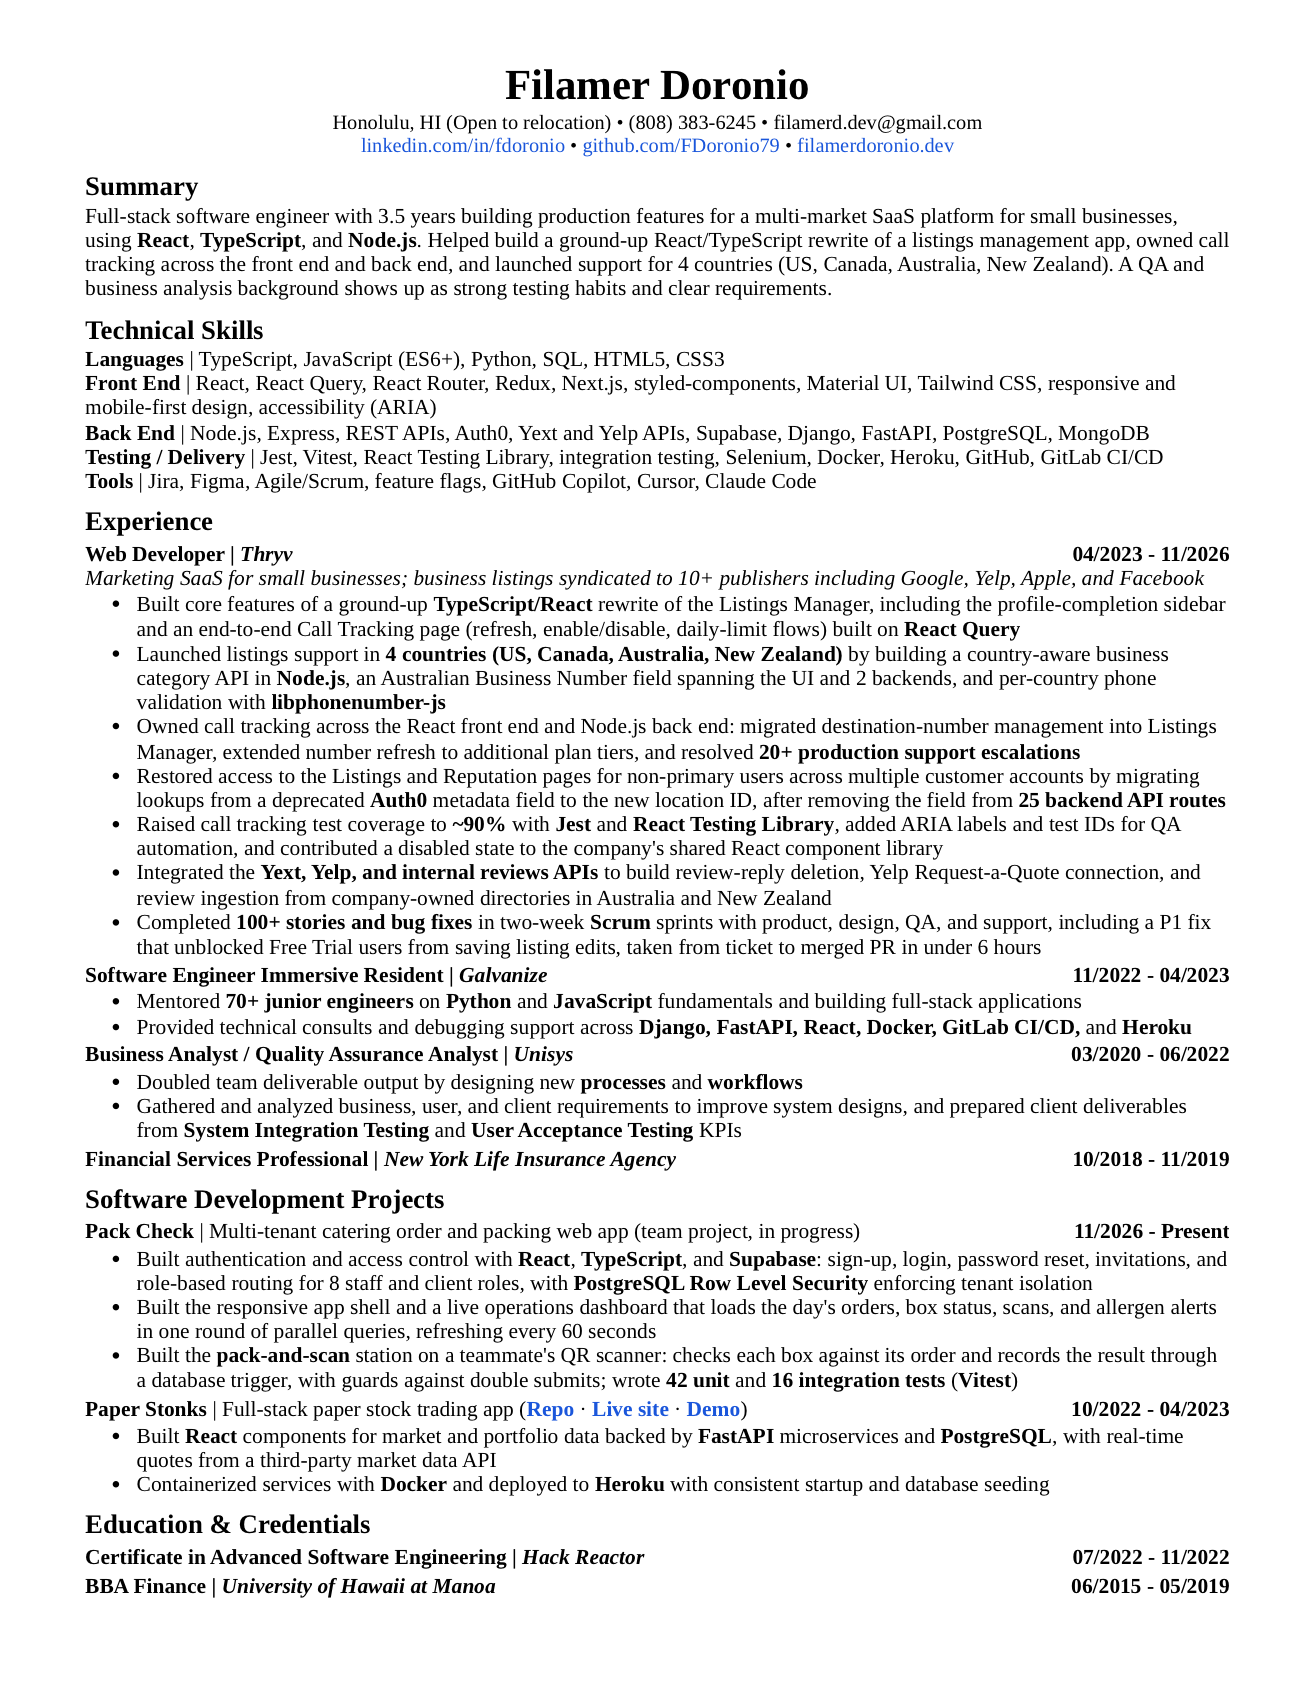 Filamer Doronio
Honolulu, HI (Open to relocation) • (808) 383-6245 • filamerd.dev@gmail.com
linkedin.com/in/fdoronio • github.com/FDoronio79 • filamerdoronio.dev
Summary
Full-stack software engineer with 3.5 years building production features for a multi-market SaaS platform for small businesses,
using React, TypeScript, and Node.js. Helped build a ground-up React/TypeScript rewrite of a listings management app, owned call
tracking across the front end and back end, and launched support for 4 countries (US, Canada, Australia, New Zealand). A QA and
business analysis background shows up as strong testing habits and clear requirements.
Technical Skills
Languages | TypeScript, JavaScript (ES6+), Python, SQL, HTML5, CSS3
Front End | React, React Query, React Router, Redux, Next.js, styled-components, Material UI, Tailwind CSS, responsive and
mobile-first design, accessibility (ARIA)
Back End | Node.js, Express, REST APIs, Auth0, Yext and Yelp APIs, Supabase, Django, FastAPI, PostgreSQL, MongoDB
Testing / Delivery | Jest, Vitest, React Testing Library, integration testing, Selenium, Docker, Heroku, GitHub, GitLab CI/CD
Tools | Jira, Figma, Agile/Scrum, feature flags, GitHub Copilot, Cursor, Claude Code
Experience
Web Developer | Thryv 04/2023 - 11/2026
Marketing SaaS for small businesses; business listings syndicated to 10+ publishers including Google, Yelp, Apple, and Facebook
• Built core features of a ground-up TypeScript/React rewrite of the Listings Manager, including the profile-completion sidebar
and an end-to-end Call Tracking page (refresh, enable/disable, daily-limit flows) built on React Query
• Launched listings support in 4 countries (US, Canada, Australia, New Zealand) by building a country-aware business
category API in Node.js, an Australian Business Number field spanning the UI and 2 backends, and per-country phone
validation with libphonenumber-js
• Owned call tracking across the React front end and Node.js back end: migrated destination-number management into Listings
Manager, extended number refresh to additional plan tiers, and resolved 20+ production support escalations
• Restored access to the Listings and Reputation pages for non-primary users across multiple customer accounts by migrating
lookups from a deprecated Auth0 metadata field to the new location ID, after removing the field from 25 backend API routes
• Raised call tracking test coverage to ~90% with Jest and React Testing Library, added ARIA labels and test IDs for QA
automation, and contributed a disabled state to the company's shared React component library
• Integrated the Yext, Yelp, and internal reviews APIs to build review-reply deletion, Yelp Request-a-Quote connection, and
review ingestion from company-owned directories in Australia and New Zealand
• Completed 100+ stories and bug fixes in two-week Scrum sprints with product, design, QA, and support, including a P1 fix
that unblocked Free Trial users from saving listing edits, taken from ticket to merged PR in under 6 hours
Software Engineer Immersive Resident | Galvanize 11/2022 - 04/2023
• Mentored 70+ junior engineers on Python and JavaScript fundamentals and building full-stack applications
• Provided technical consults and debugging support across Django, FastAPI, React, Docker, GitLab CI/CD, and Heroku
Business Analyst / Quality Assurance Analyst | Unisys 03/2020 - 06/2022
• Doubled team deliverable output by designing new processes and workflows
• Gathered and analyzed business, user, and client requirements to improve system designs, and prepared client deliverables
from System Integration Testing and User Acceptance Testing KPIs
Financial Services Professional | New York Life Insurance Agency 10/2018 - 11/2019
Software Development Projects
Pack Check | Multi-tenant catering order and packing web app (team project, in progress) 11/2026 - Present
• Built authentication and access control with React, TypeScript, and Supabase: sign-up, login, password reset, invitations, and
role-based routing for 8 staff and client roles, with PostgreSQL Row Level Security enforcing tenant isolation
• Built the responsive app shell and a live operations dashboard that loads the day's orders, box status, scans, and allergen alerts
in one round of parallel queries, refreshing every 60 seconds
• Built the pack-and-scan station on a teammate's QR scanner: checks each box against its order and records the result through
a database trigger, with guards against double submits; wrote 42 unit and 16 integration tests (Vitest)
Paper Stonks | Full-stack paper stock trading app (Repo · Live site · Demo) 10/2022 - 04/2023
• Built React components for market and portfolio data backed by FastAPI microservices and PostgreSQL, with real-time
quotes from a third-party market data API
• Containerized services with Docker and deployed to Heroku with consistent startup and database seeding
Education & Credentials
Certificate in Advanced Software Engineering | Hack Reactor 07/2022 - 11/2022
BBA Finance | University of Hawaii at Manoa 06/2015 - 05/2019